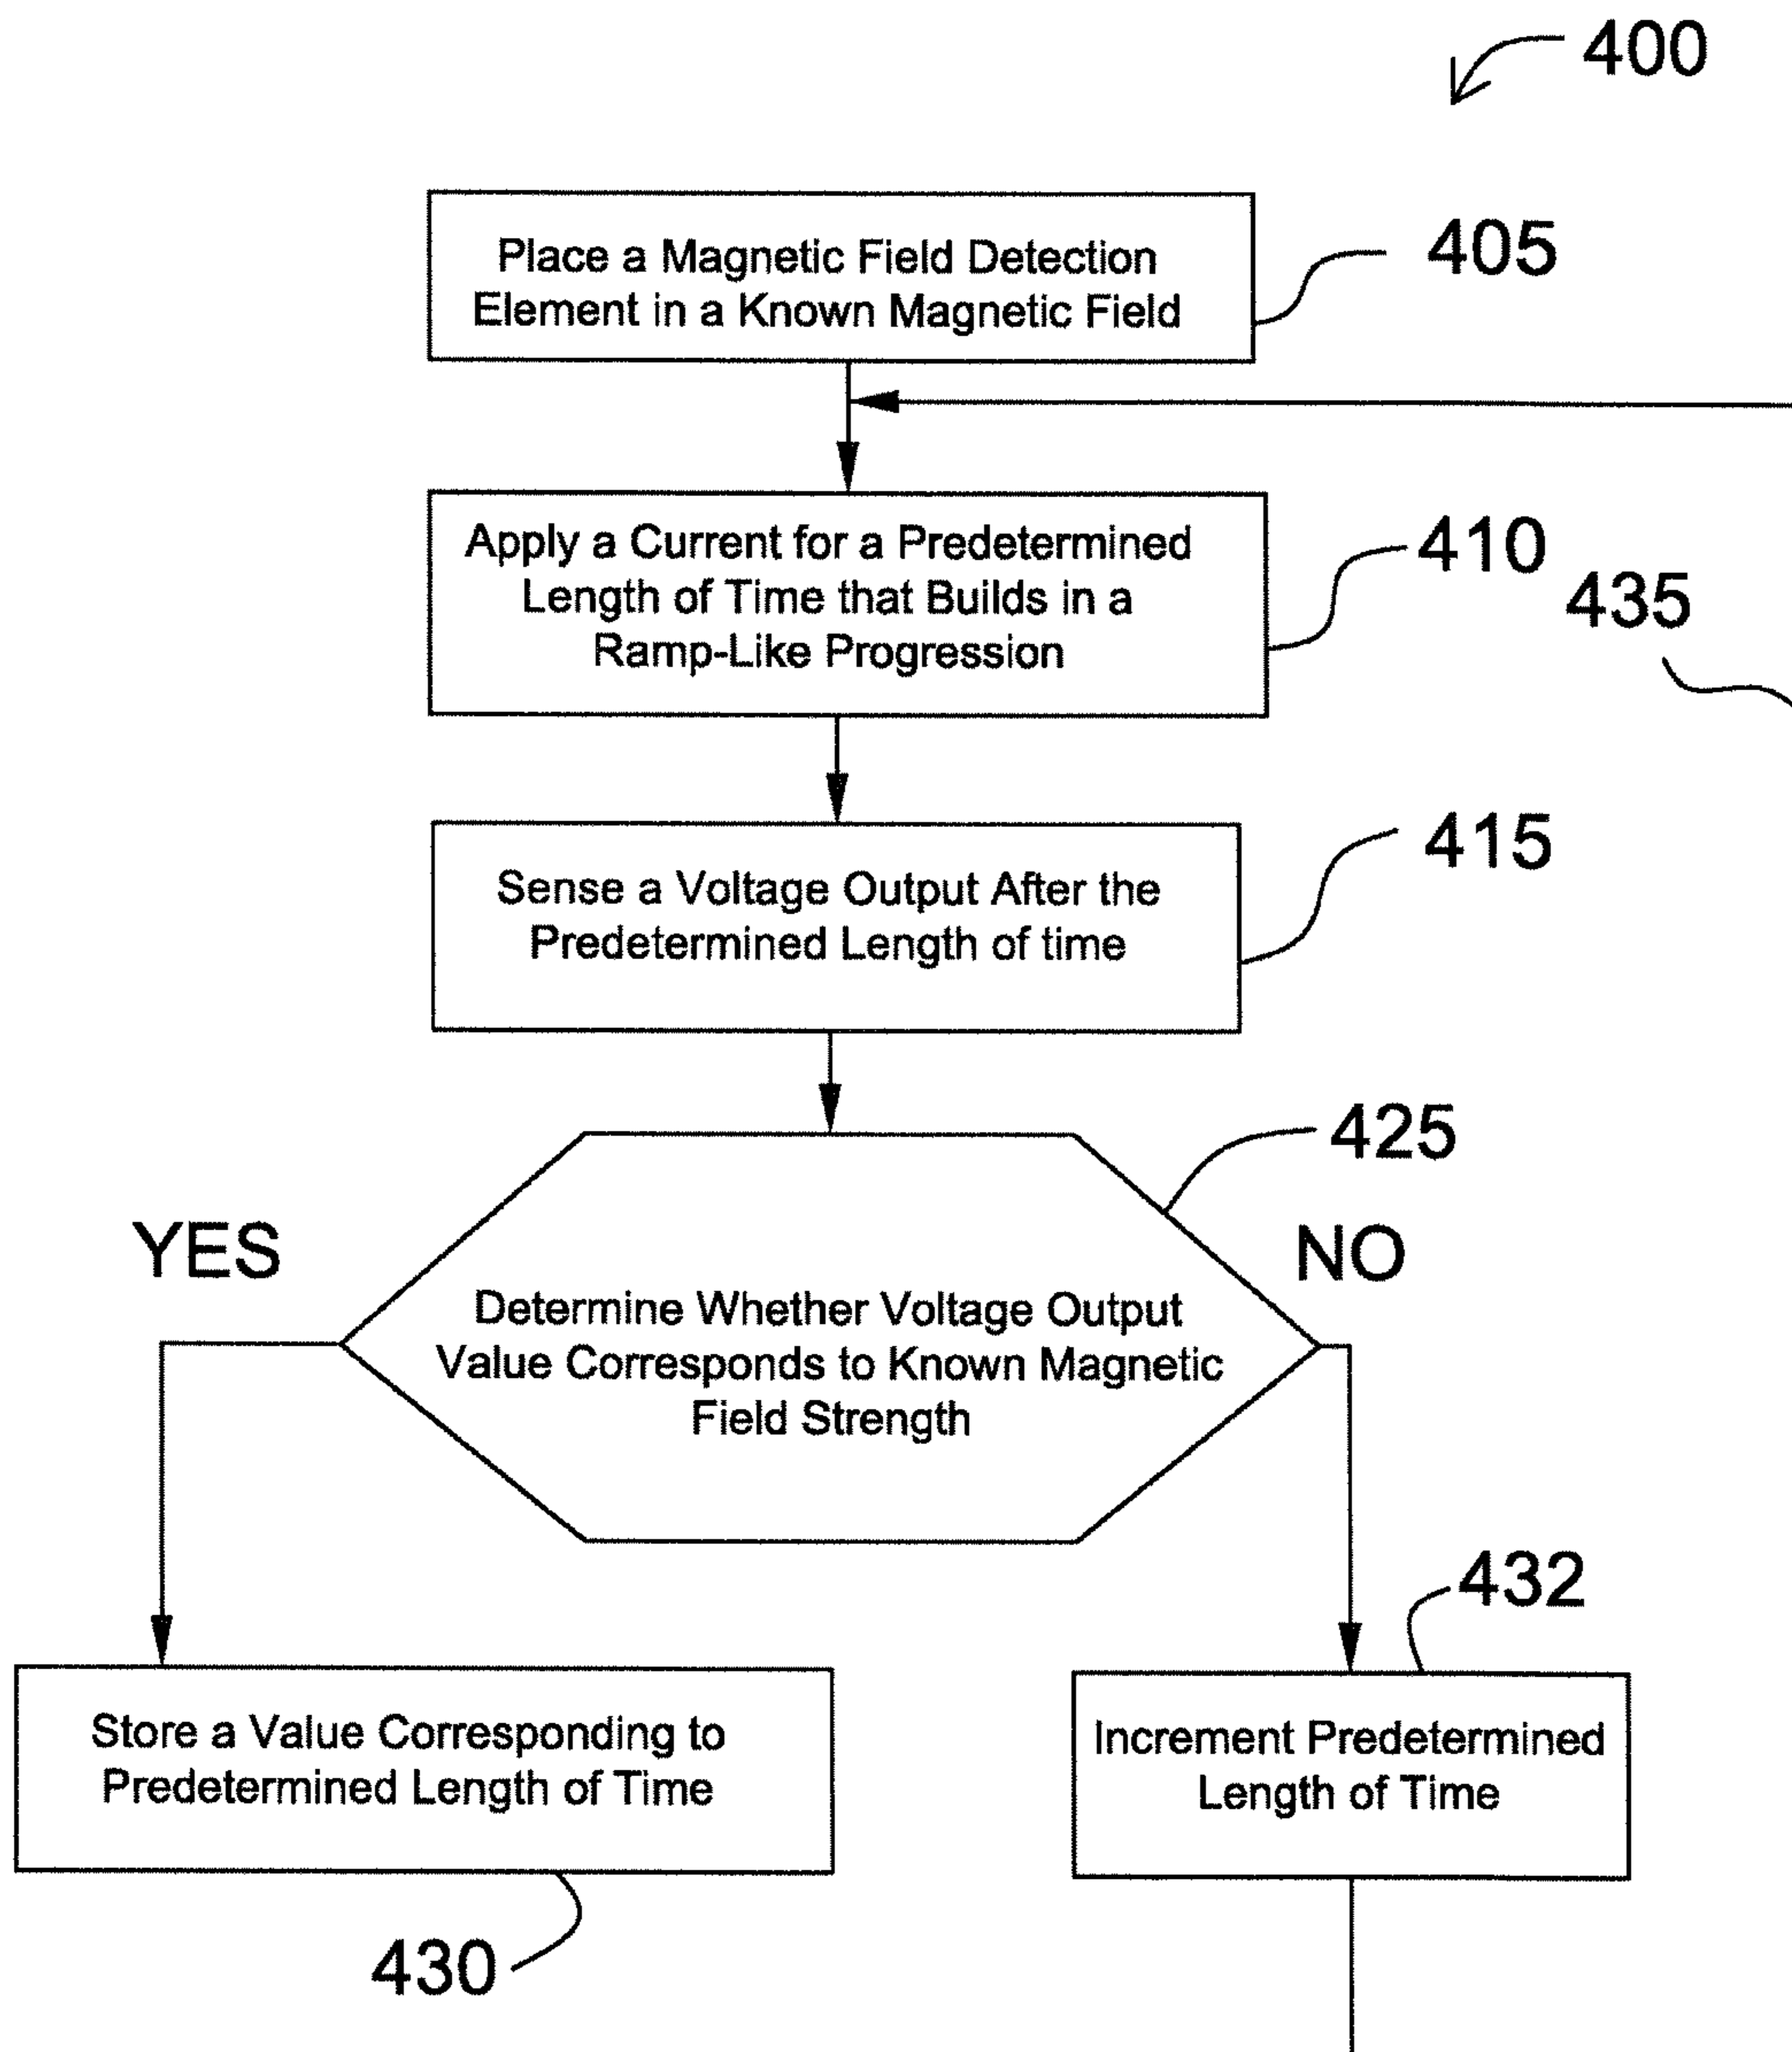 400
Place a Magnetic Field Detection
Element in a Known Magnetic Field
405
Apply a Current for a Predetermined
Length of Time that Builds in a
Ramp-Like Progression
410
435
Sense a Voltage Output After the
Predetermined Length of time
415
425
YES
NO
Determine Whether Voltage Output
Value Corresponds to Known Magnetic
Field Strength
432
Store a Value Corresponding to
Predetermined Length of Time
Increment Predetermined
Length of Time
430